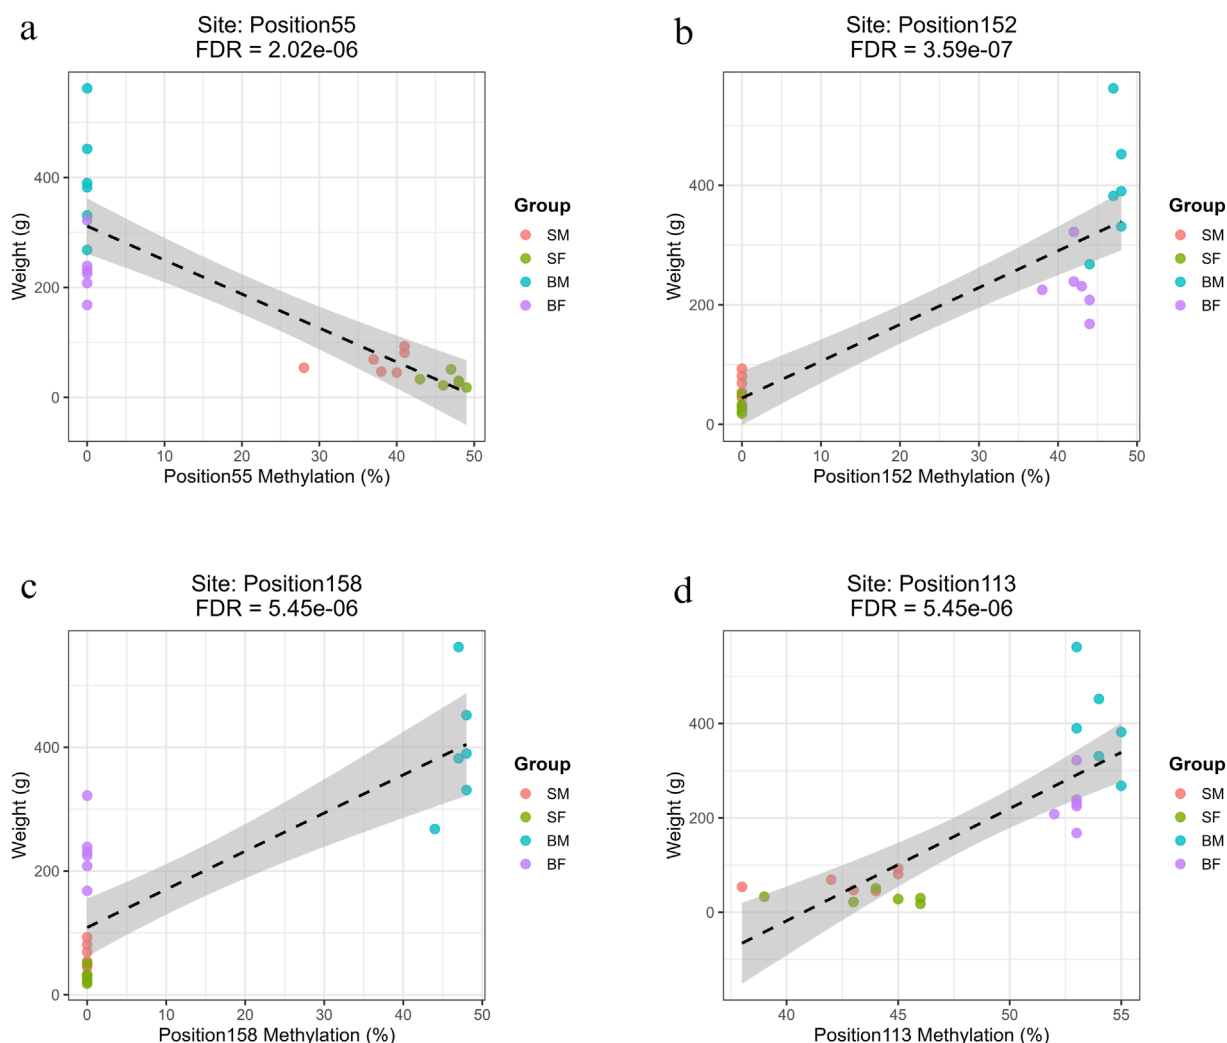 a
Site: Position55
FDR = 2.02e-06
Weight (g)
400
200
0
0 10 20 30 40 50
Position55 Methylation (%)
Group
SM
SF
BM
BF
b
Site: Position152
FDR = 3.59e-07
Weight (g)
400
200
0
0 10 20 30 40 50
Position152 Methylation (%)
Group
SM
SF
BM
BF
c
Site: Position158
FDR = 5.45e-06
Weight (g)
400
200
0
0 10 20 30 40 50
Position158 Methylation (%)
Group
SM
SF
BM
BF
d
Site: Position113
FDR = 5.45e-06
Weight (g)
400
200
0
40 45 50 55
Position113 Methylation (%)
Group
SM
SF
BM
BF